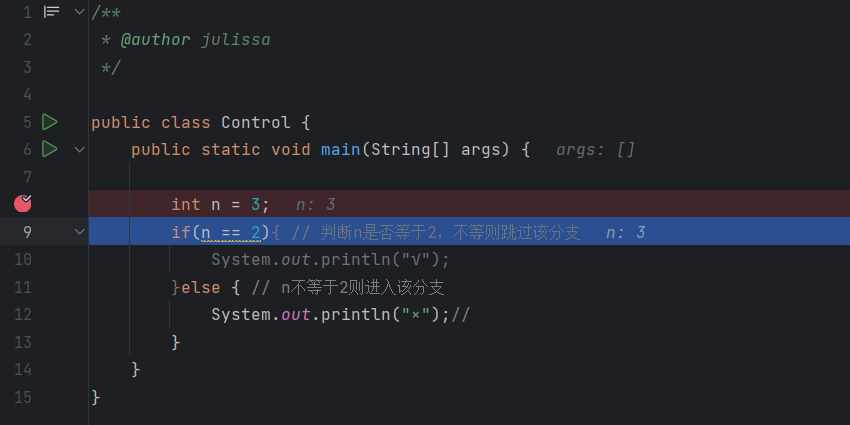 1 /**
2 * @author julissa
3 */
4
5 public class Control {
6 public static void main(String[] args) { args: []
7
int n = 3; n: 3
9 if(n == 2){ // 判断n是否等于2，不等则跳过该分支 n: 3
10 System.out.println("√");
11 }else { // n不等于2则进入该分支
12 System.out.println("×");//
13 }
14 }
15 }